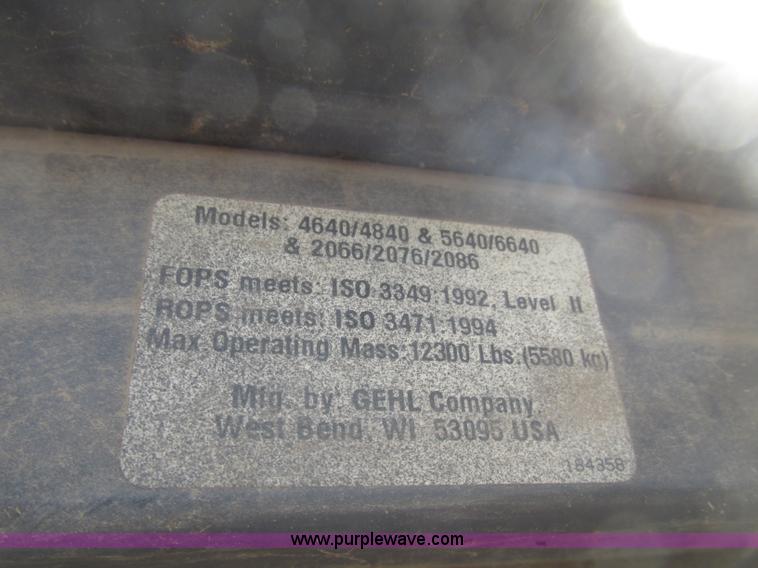 Models: 4640/4840 & 5640/6640
& 2066/2076/2086
FOPS meets: ISO 3349:1992, Level II
ROPS meets: ISO 3471:1994
Max Operating Mass:12300 Lbs.(5580 kg)
Mfg. by: GEHL Company
West Bend, WI 53095 USA
184358
www.purplewave.com